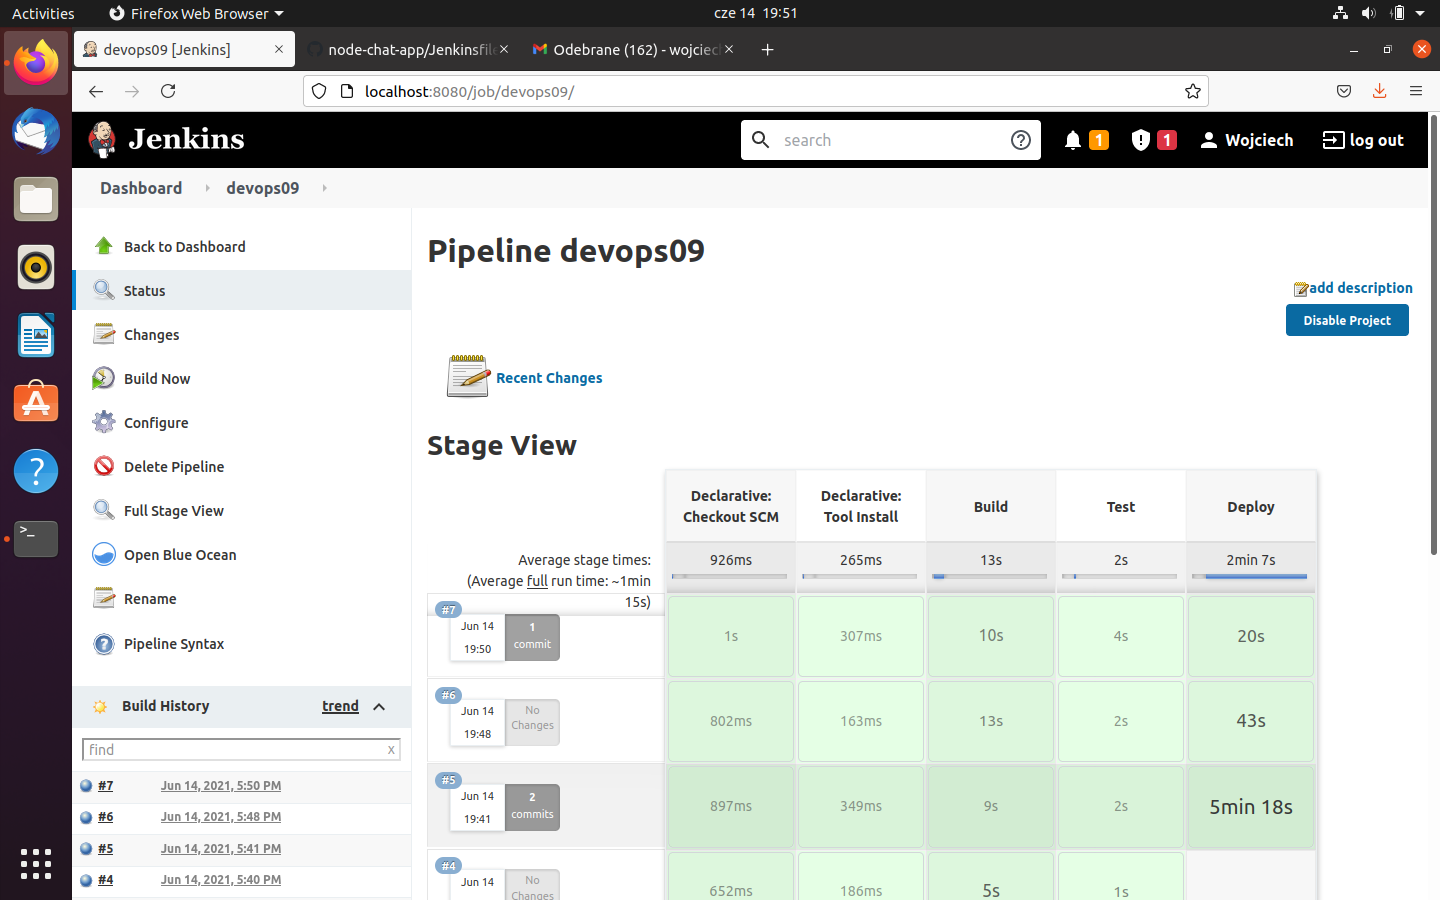 Activities
Firefox Web Browser
cze 14 19:51
devops09 [Jenkins]
node-chat-app/Jenkinsfile
Odebrane (162) - wojciec
localhost:8080/job/devops09/
Jenkins
search
1
1
Wojciech
log out
Dashboard
devops09
Back to Dashboard
Status
Changes
Build Now
Configure
Delete Pipeline
Full Stage View
Open Blue Ocean
Rename
Pipeline Syntax
Build History
trend
find
x
#7 Jun 14, 2021, 5:50 PM
#6 Jun 14, 2021, 5:48 PM
#5 Jun 14, 2021, 5:41 PM
#4 Jun 14, 2021, 5:40 PM
Pipeline devops09
add description
Disable Project
Recent Changes
Stage View
Declarative: Checkout SCM
Declarative: Tool Install
Build
Test
Deploy
Average stage times:
(Average full run time: ~1min
15s)
926ms
265ms
13s
2s
2min 7s
#7
Jun 14
19:50
1
commit
1s
307ms
10s
4s
20s
#6
Jun 14
19:48
No
Changes
802ms
163ms
13s
2s
43s
#5
Jun 14
19:41
2
commits
897ms
349ms
9s
2s
5min 18s
#4
Jun 14
No
Changes
652ms
186ms
5s
1s